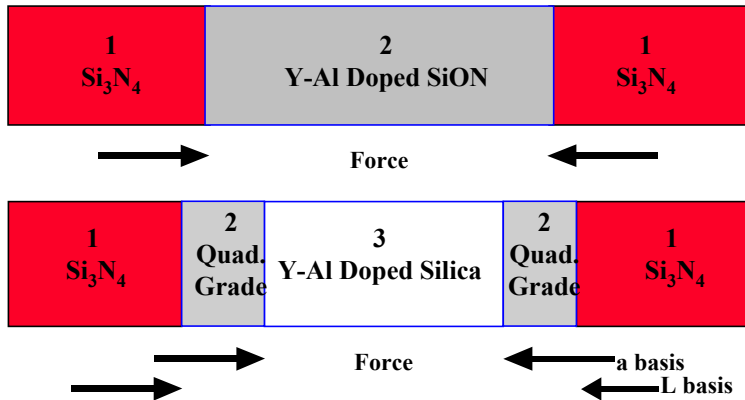 1
Si₃N₄
2
Y-Al Doped SiON
1
Si₃N₄
Force
1
Si₃N₄
2
Quad.
Grade
3
Y-Al Doped Silica
2
Quad.
Grade
1
Si₃N₄
Force
a basis
L basis